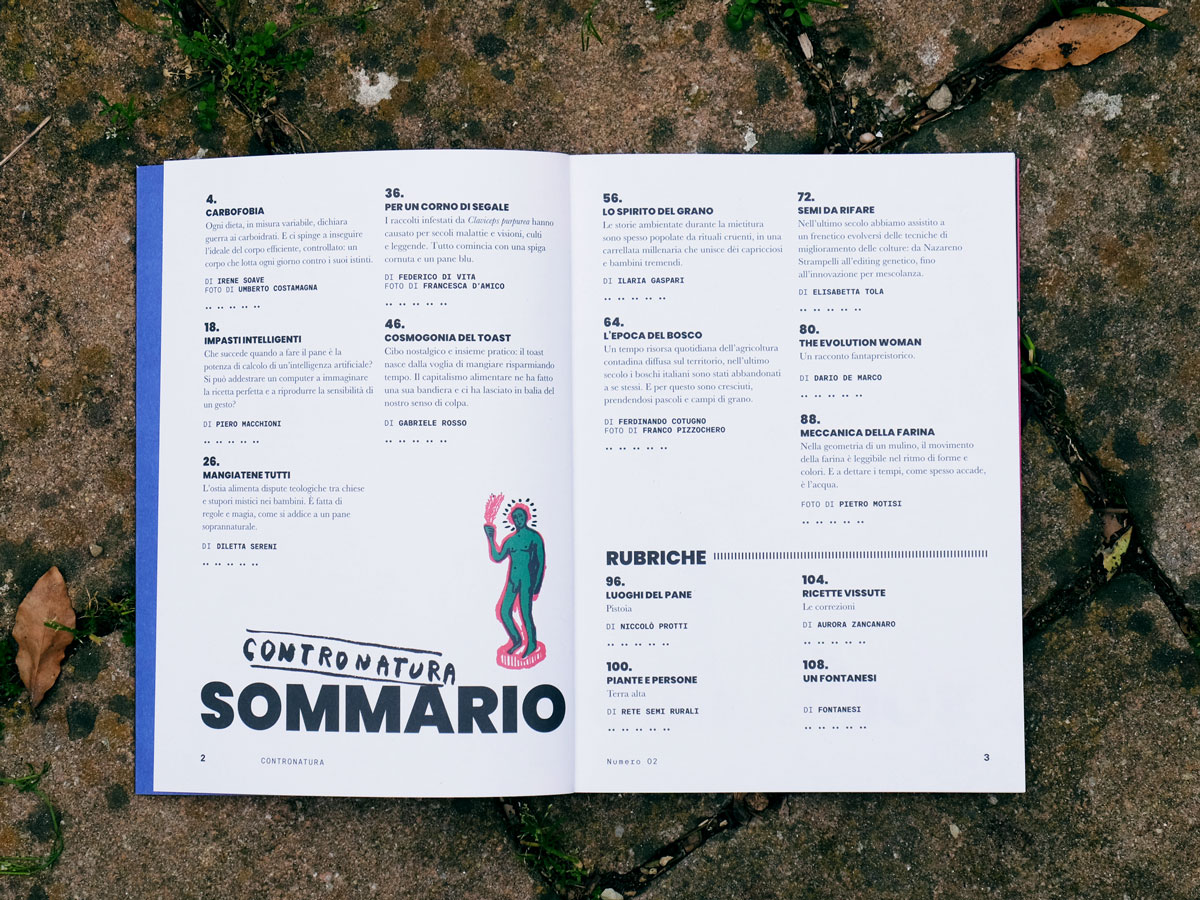 4.
CARBOFOBIA
Ogni dieta, in misura variabile, dichiara
guerra ai carboidrati. E ci spinge a inseguire
l'ideale del corpo efficiente, controllato: un
corpo che lotta ogni giorno contro i suoi istinti.
DI IRENE SOAVE
FOTO DI UMBERTO COSTAMAGNA
18.
IMPASTI INTELLIGENTI
Che succede quando a fare il pane è la
potenza di calcolo di un'intelligenza artificiale?
Si può addestrare un computer a immaginare
la ricetta perfetta e a riprodurre la sensibilità di
un gesto?
DI PIERO MACCHIONI
26.
MANGIATENE TUTTI
L'ostia alimenta dispute teologiche tra chiese
e stupori mistici nei bambini. È fatta di
regole e magia, come si addice a un pane
soprannaturale.
DI DILETTA SERENI
36.
PER UN CORNO DI SEGALE
I raccolti infestati da Claviceps purpurea hanno
causato per secoli malattie e visioni, culti
e leggende. Tutto comincia con una spiga
cornuta e un pane blu.
DI FEDERICO DI VITA
FOTO DI FRANCESCA D'AMICO
46.
COSMOGONIA DEL TOAST
Cibo nostalgico e insieme pratico: il toast
nasce dalla voglia di mangiare risparmiando
tempo. Il capitalismo alimentare ne ha fatto
una sua bandiera e ci ha lasciato in balia del
nostro senso di colpa.
DI GABRIELE ROSSO
CONTRONATURA
SOMMARIO
2
CONTRONATURA
56.
LO SPIRITO DEL GRANO
Le storie ambientate durante la mietitura
sono spesso popolate da rituali cruenti, in una
carrellata millenaria che unisce dèi capricciosi
e bambini tremendi.
DI ILARIA GASPARI
64.
L'EPOCA DEL BOSCO
Un tempo risorsa quotidiana dell'agricoltura
contadina diffusa sul territorio, nell'ultimo
secolo i boschi italiani sono stati abbandonati
a se stessi. E per questo sono cresciuti,
prendendosi pascoli e campi di grano.
DI FERDINANDO COTUGNO
FOTO DI FRANCO PIZZOCHERO
72.
SEMI DA RIFARE
Nell'ultimo secolo abbiamo assistito a
un frenetico evolversi delle tecniche di
miglioramento delle colture: da Nazareno
Strampelli all'editing genetico, fino
all'innovazione per mescolanza.
DI ELISABETTA TOLA
80.
THE EVOLUTION WOMAN
Un racconto fantapreistorico.
DI DARIO DE MARCO
88.
MECCANICA DELLA FARINA
Nella geometria di un mulino, il movimento
della farina è leggibile nel ritmo di forme e
colori. E a dettare i tempi, come spesso accade,
è l'acqua.
FOTO DI PIETRO MOTISI
RUBRICHE
96.
LUOGHI DEL PANE
Pistoia
DI NICCOLÒ PROTTI
100.
PIANTE E PERSONE
Terra alta
DI RETE SEMI RURALI
104.
RICETTE VISSUTE
Le correzioni
DI AURORA ZANCANARO
108.
UN FONTANESI
DI FONTANESI
Numero 02
3